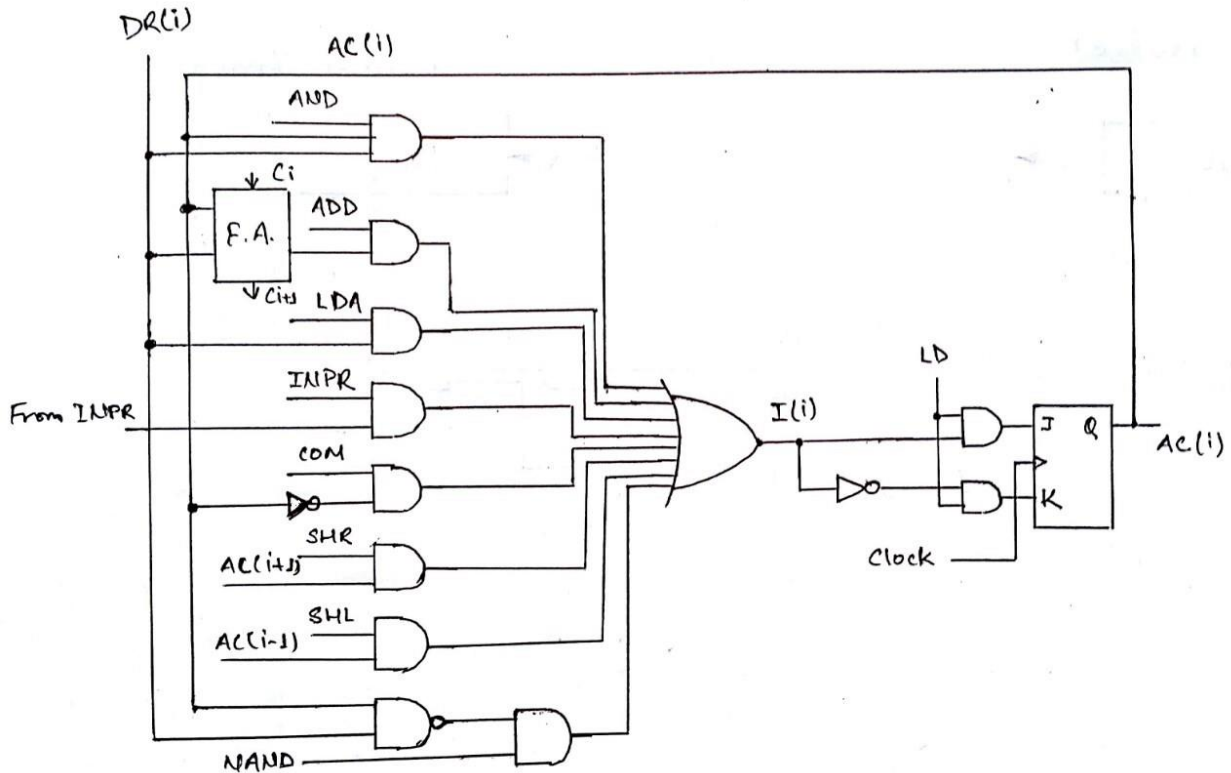 DR(i)
AC(i)
AND
Ci
ADD
F.A.
Ci+1
LDA
INPR
From INPR
COM
SHR
AC(i+1)
SHL
AC(i-1)
NAND
I(i)
LD
J Q
K
Clock
AC(i)